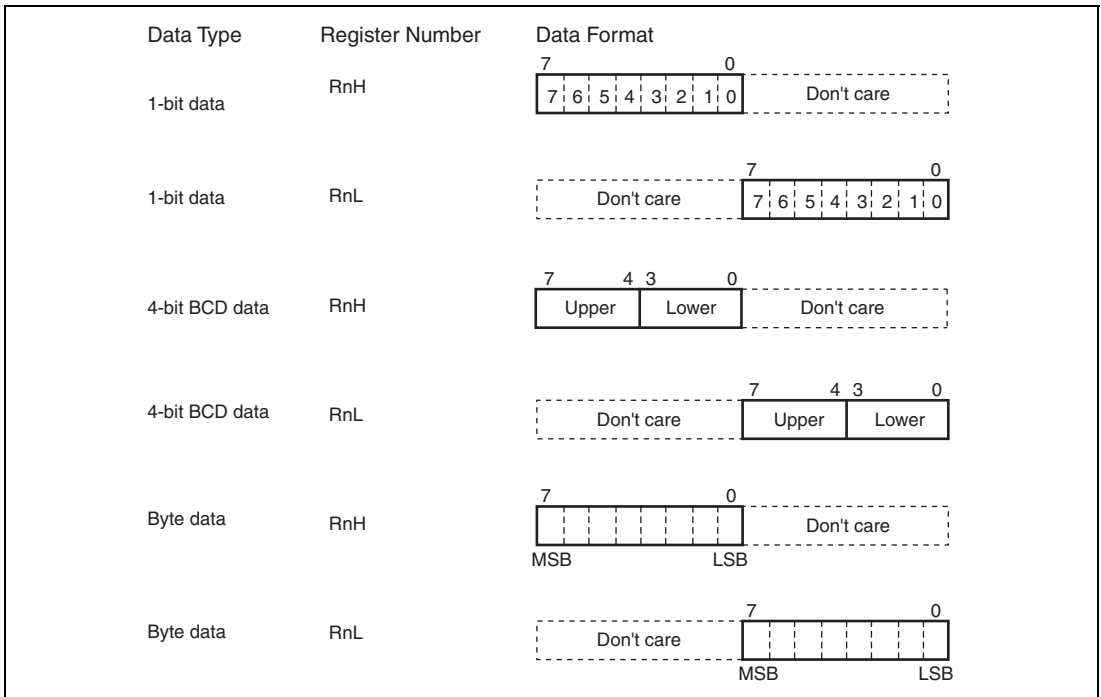 Data Type Register Number Data Format
7 0
1-bit data RnH 7 6 5 4 3 2 1 0 Don't care
7 0
1-bit data RnL Don't care 7 6 5 4 3 2 1 0
7 4 3 0
4-bit BCD data RnH Upper Lower Don't care
7 4 3 0
4-bit BCD data RnL Don't care Upper Lower
7 0
Byte data RnH Don't care
MSB LSB
7 0
Byte data RnL Don't care
MSB LSB